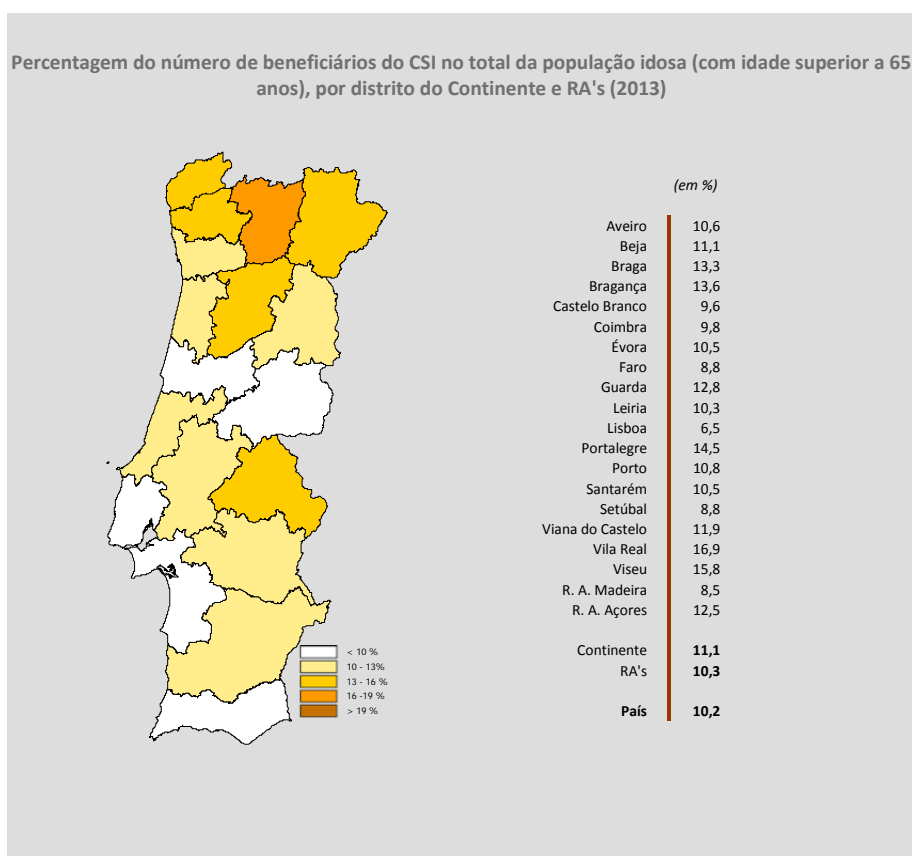 Percentagem do número de beneficiários do CSI no total da população idosa (com idade superior a 65
anos), por distrito do Continente e RA's (2013)
(em %)
Aveiro 10,6
Beja 11,1
Braga 13,3
Bragança 13,6
Castelo Branco 9,6
Coimbra 9,8
Évora 10,5
Faro 8,8
Guarda 12,8
Leiria 10,3
Lisboa 6,5
Portalegre 14,5
Porto 10,8
Santarém 10,5
Setúbal 8,8
Viana do Castelo 11,9
Vila Real 16,9
Viseu 15,8
R. A. Madeira 8,5
R. A. Açores 12,5
Continente 11,1
RA's 10,3
País 10,2
< 10 %
10 - 13%
13 - 16 %
16 -19 %
> 19 %